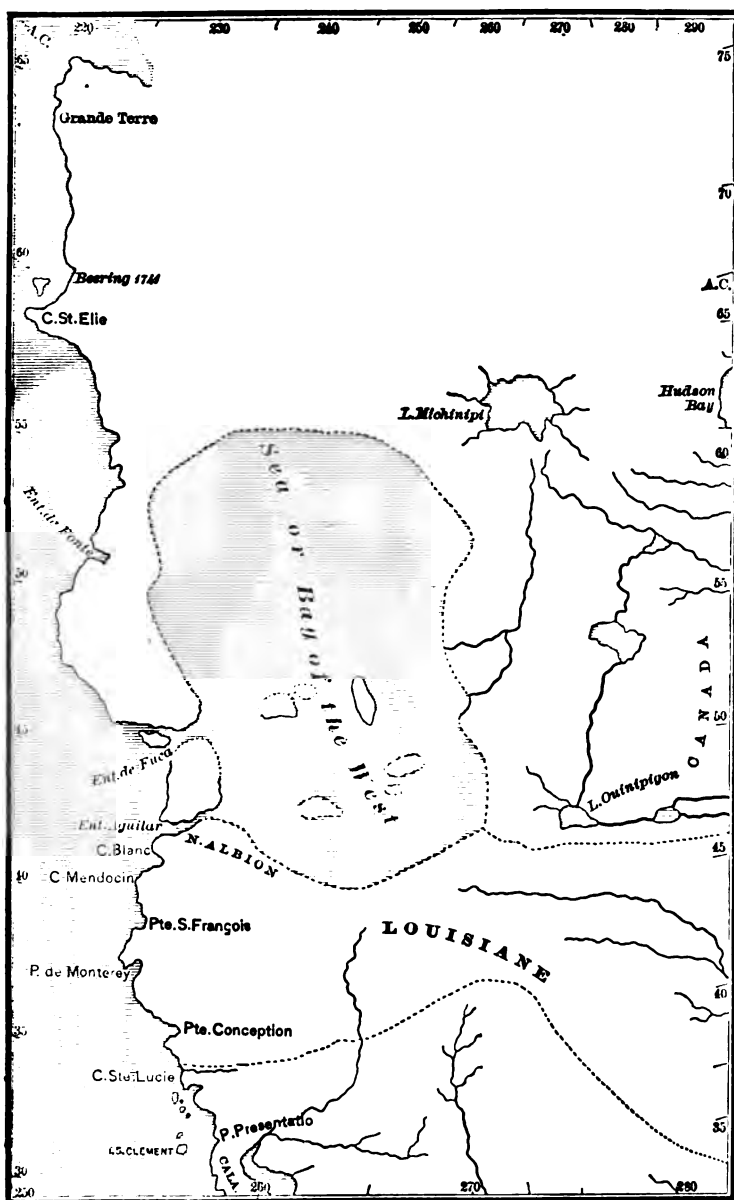 A.C.
220 230 240 250 260 270 280 290
65
75
Grande Terre
70
60
Beering 1741
A.C.
C.St.Elie
65
Hudson
Bay
L.Michinipi
55
60
Sea or Bay of the West
Ent. de Fonte
50
55
CANADA
50
45
Ent. de Fuca
L.Ouinipigon
Ent. Aguilar
C.Blanc
N.ALBION
45
C.Mendocin
40
Pte.S.François
LOUISIANE
P. de Monterey
40
35
Pte.Conception
C.Ste.Lucie
P.Presentatio
35
I.S.CLEMENT
CALA.
30
250 260 270 280